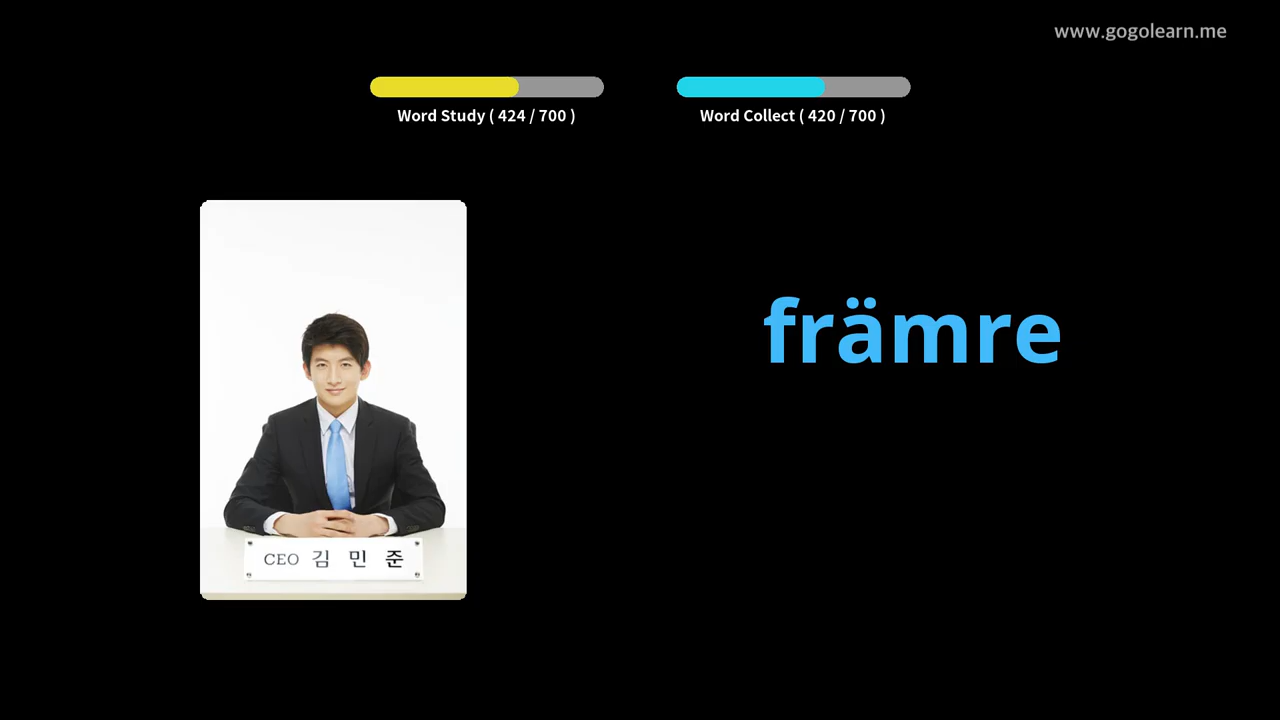 www.gogolearn.me
Word Study ( 424 / 700 )
Word Collect ( 420 / 700 )
främre
CEO 김 민 준